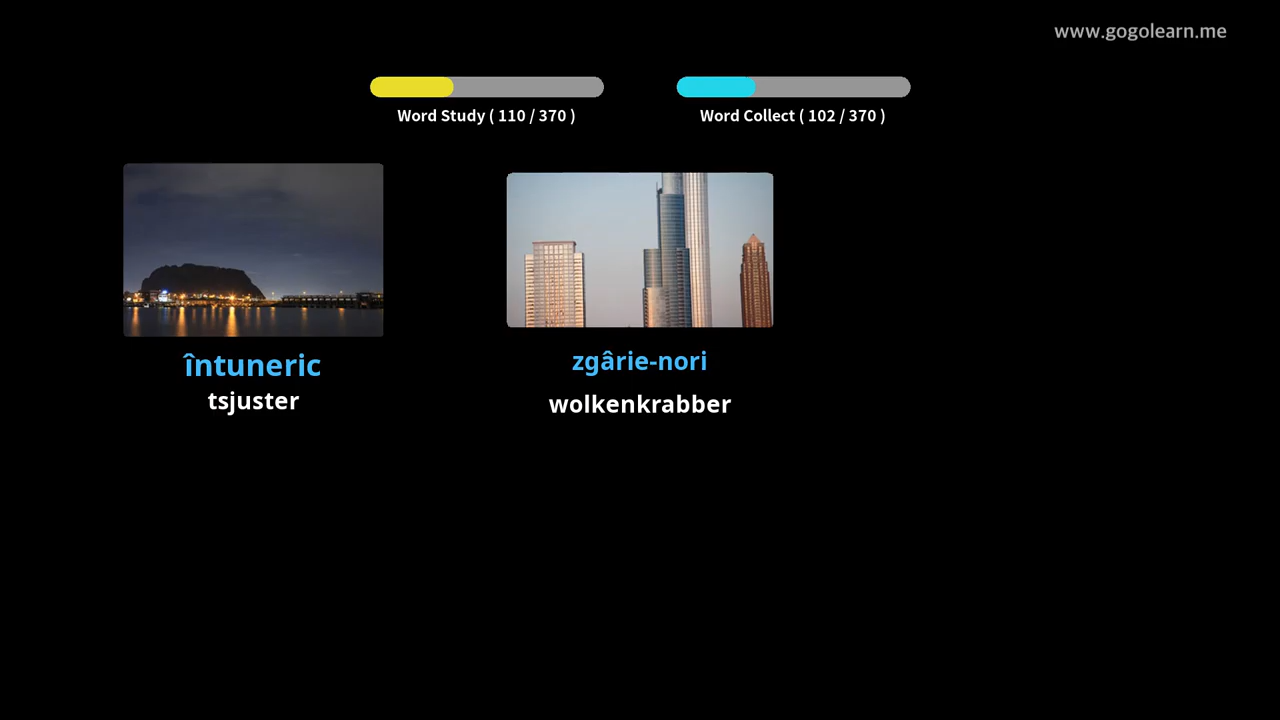 www.gogolearn.me
Word Study ( 110 / 370 )
Word Collect ( 102 / 370 )
întuneric
tsjuster
zgârie-nori
wolkenkrabber